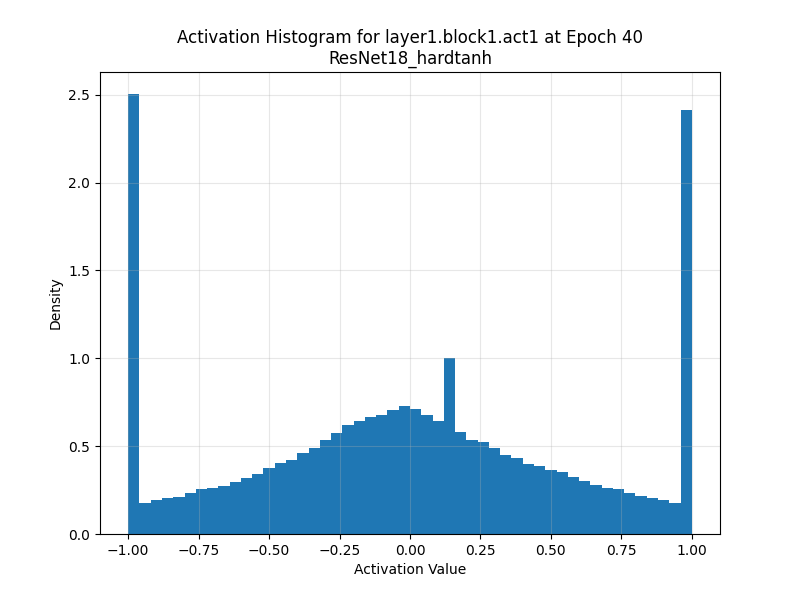 Activation Histogram for layer1.block1.act1 at Epoch 40
ResNet18_hardtanh
2.5
2.0
1.5
1.0
0.5
0.0
Density
−1.00 −0.75 −0.50 −0.25 0.00 0.25 0.50 0.75 1.00
Activation Value